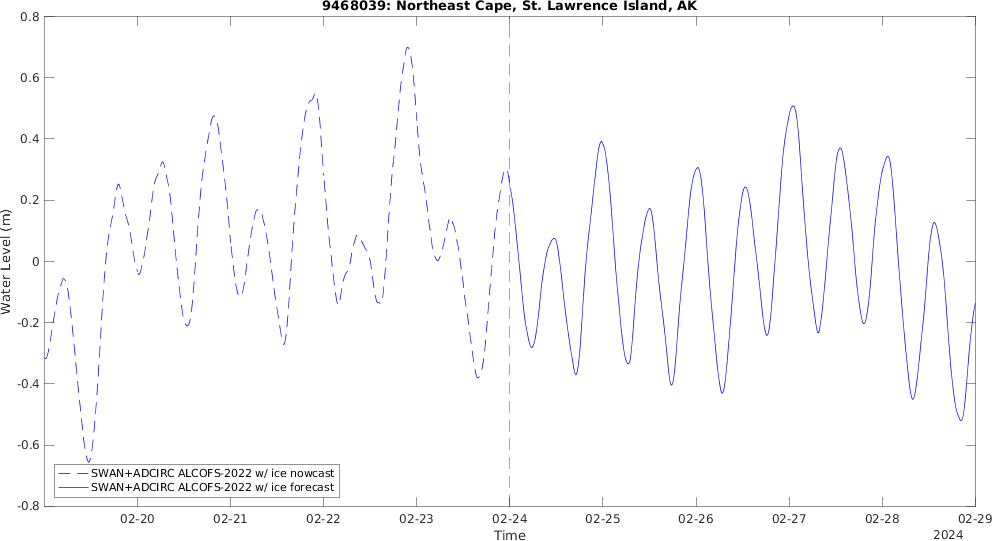 9468039: Northeast Cape, St. Lawrence Island, AK
0.8
0.6
0.4
0.2
0
-0.2
-0.4
-0.6
-0.8
Water Level (m)
SWAN+ADCIRC ALCOFS-2022 w/ ice nowcast
SWAN+ADCIRC ALCOFS-2022 w/ ice forecast
02-20 02-21 02-22 02-23 02-24 02-25 02-26 02-27 02-28 02-29
Time
2024